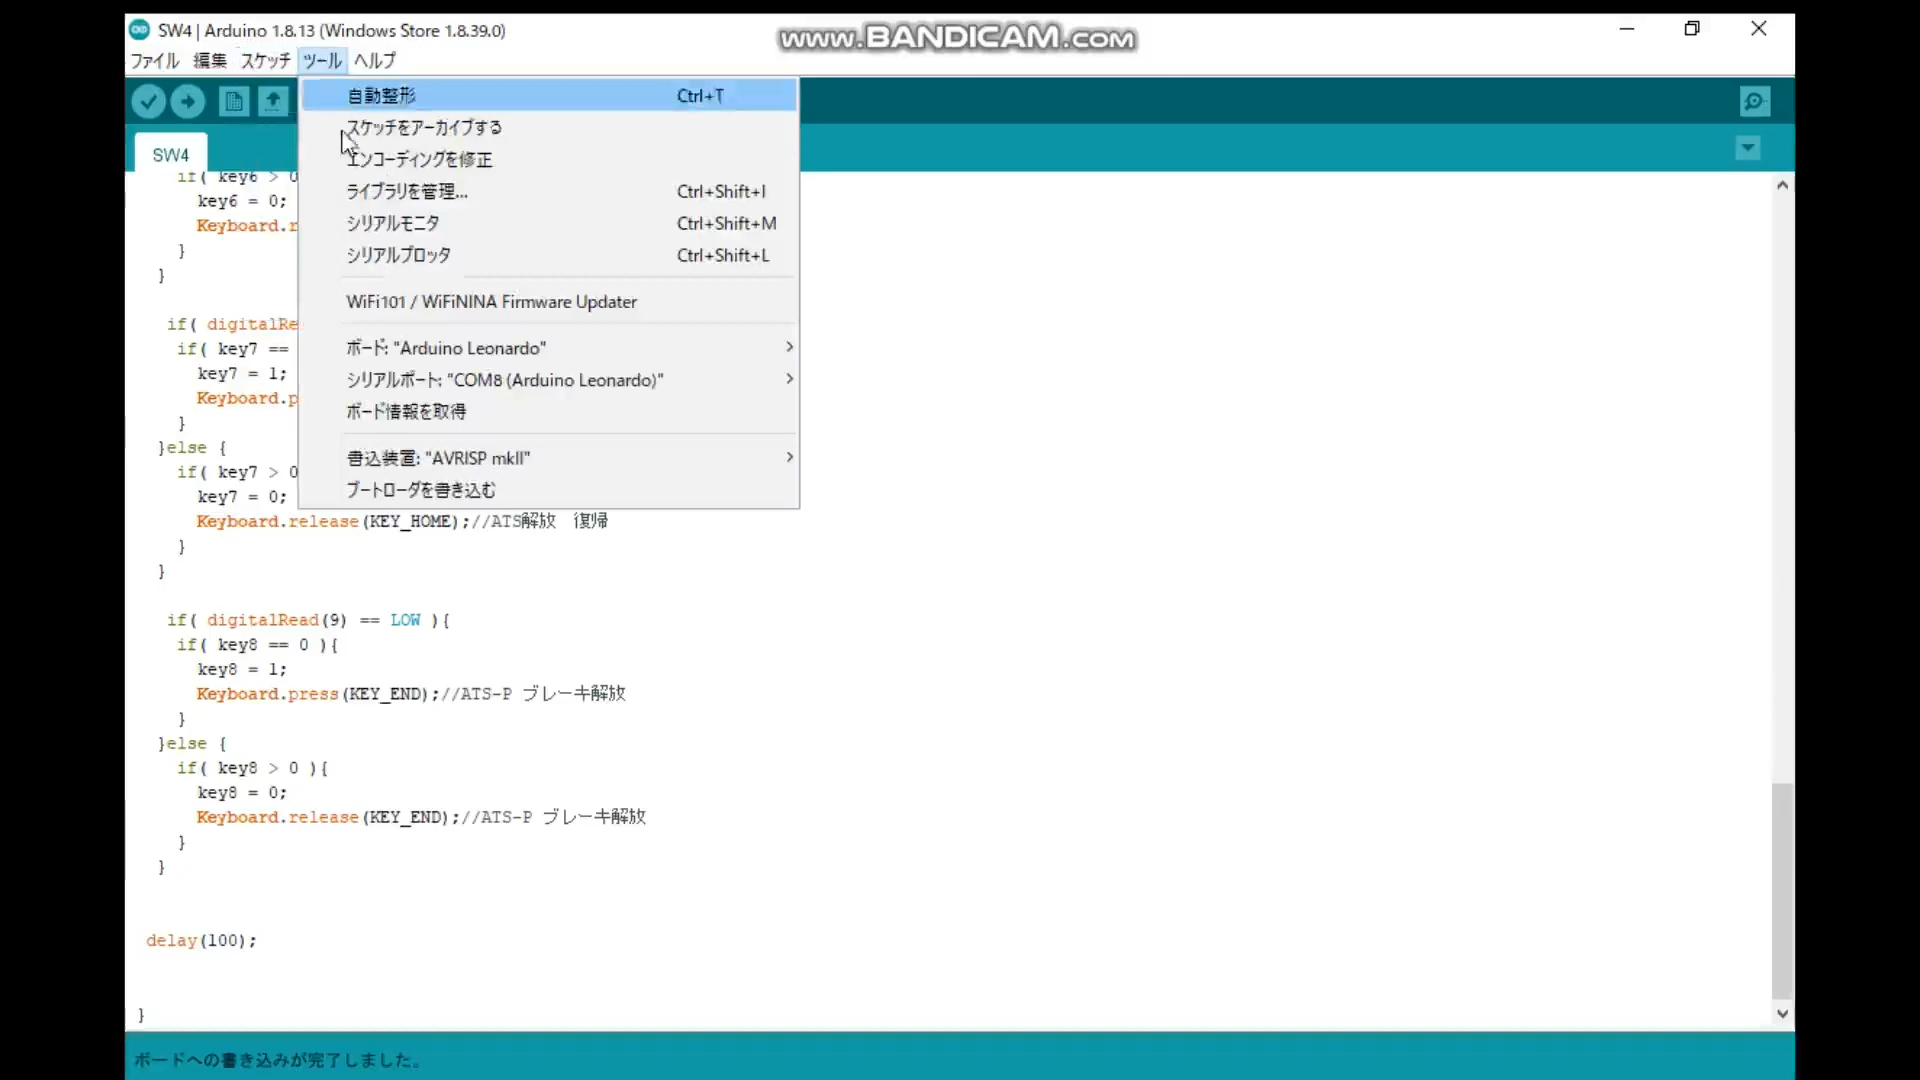 SW4 | Arduino 1.8.13 (Windows Store 1.8.39.0)
www.BANDICAM.com
ファイル 編集 スケッチ ツール ヘルプ
自動整形 Ctrl+T
スケッチをアーカイブする
エンコーディングを修正
ライブラリを管理... Ctrl+Shift+I
シリアルモニタ Ctrl+Shift+M
シリアルプロッタ Ctrl+Shift+L
WiFi101 / WiFiNINA Firmware Updater
ボード: "Arduino Leonardo"
シリアルポート: "COM8 (Arduino Leonardo)"
ボード情報を取得
書込装置: "AVRISP mkII"
ブートローダを書き込む
SW4
if( key6 > 0
key6 = 0;
Keyboard.r
}
}
if( digitalRe
if( key7 ==
key7 = 1;
Keyboard.p
}
}else {
if( key7 > 0
key7 = 0;
Keyboard.release(KEY_HOME);//ATS解放 復帰
}
}
if( digitalRead(9) == LOW ){
if( key8 == 0 ){
key8 = 1;
Keyboard.press(KEY_END);//ATS-P ブレーキ解放
}
}else {
if( key8 > 0 ){
key8 = 0;
Keyboard.release(KEY_END);//ATS-P ブレーキ解放
}
}
delay(100);
}
ボードへの書き込みが完了しました。